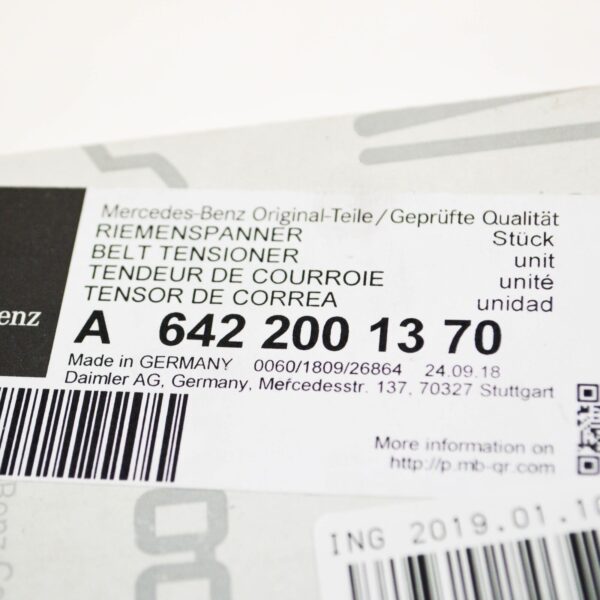 Mercedes-Benz Original-Teile/Geprüfte Qualität
RIEMENSPANNER Stück
BELT TENSIONER unit
TENDEUR DE COURROIE unité
TENSOR DE CORREA unidad
enz
A 642 200 13 70
Made in GERMANY 0060/1809/26864 24.09.18
Daimler AG, Germany, Mercedesstr. 137, 70327 Stuttgart
More information on
http://p.mb-qr.com
ING 2019.01.10